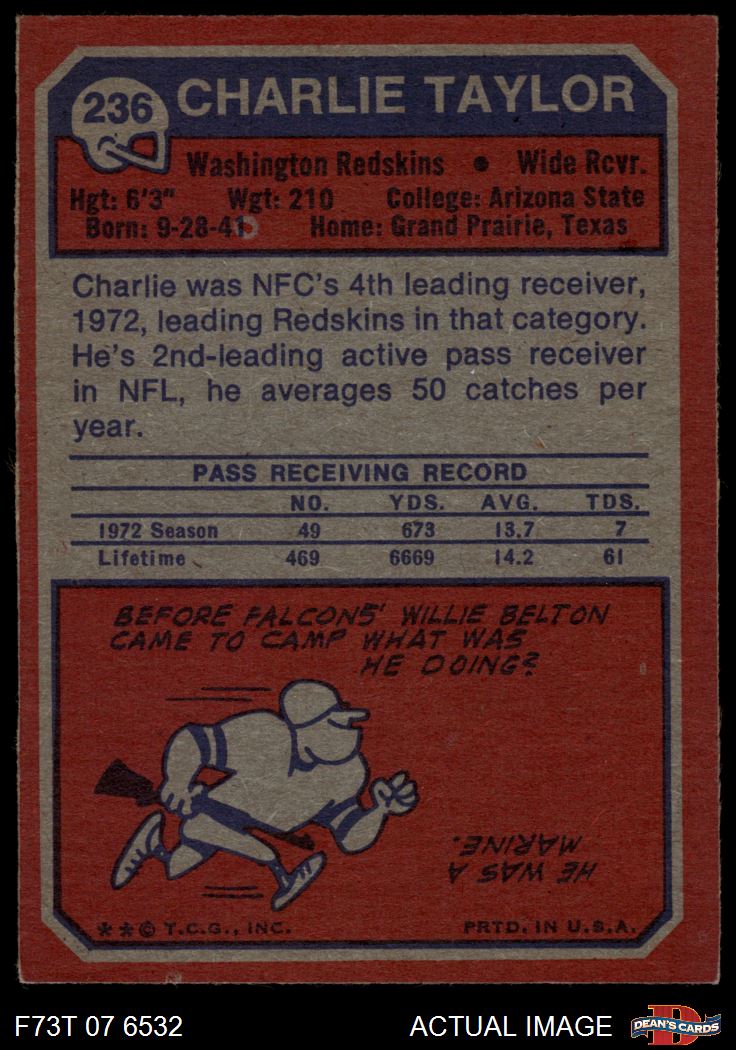 236 CHARLIE TAYLOR
Washington Redskins • Wide Rcvr.
Hgt: 6'3" Wgt: 210 College: Arizona State
Born: 9-28-41 Home: Grand Prairie, Texas
Charlie was NFC's 4th leading receiver,
1972, leading Redskins in that category.
He's 2nd-leading active pass receiver
in NFL, he averages 50 catches per
year.
PASS RECEIVING RECORD
NO. YDS. AVG. TDS.
1972 Season 49 673 13.7 7
Lifetime 469 6669 14.2 61
BEFORE FALCONS' WILLIE BELTON
CAME TO CAMP WHAT WAS
HE DOING?
HE WAS A
MARINE.
**© T.C.G., INC. PRTD. IN U.S.A.
F73T 07 6532 ACTUAL IMAGE D DEAN'S CARDS